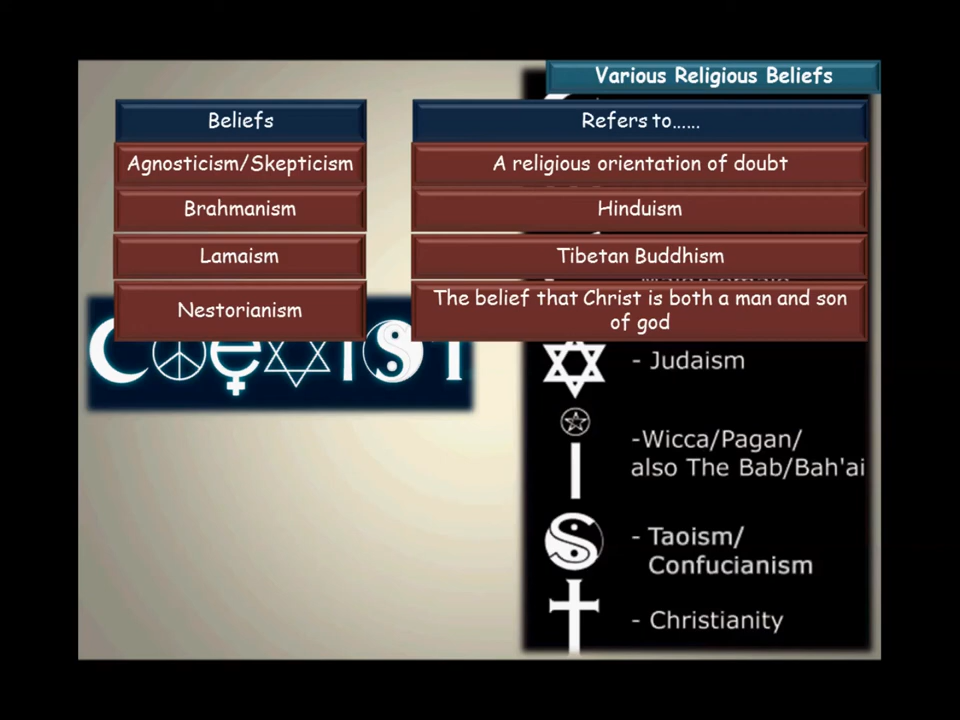 Various Religious Beliefs
Beliefs
Refers to......
Agnosticism/Skepticism
A religious orientation of doubt
Brahmanism
Hinduism
Lamaism
Tibetan Buddhism
Nestorianism
The belief that Christ is both a man and son
of god
COEXIST
- Judaism
-Wicca/Pagan/
also The Bab/Bah'ai
- Taoism/
Confucianism
- Christianity